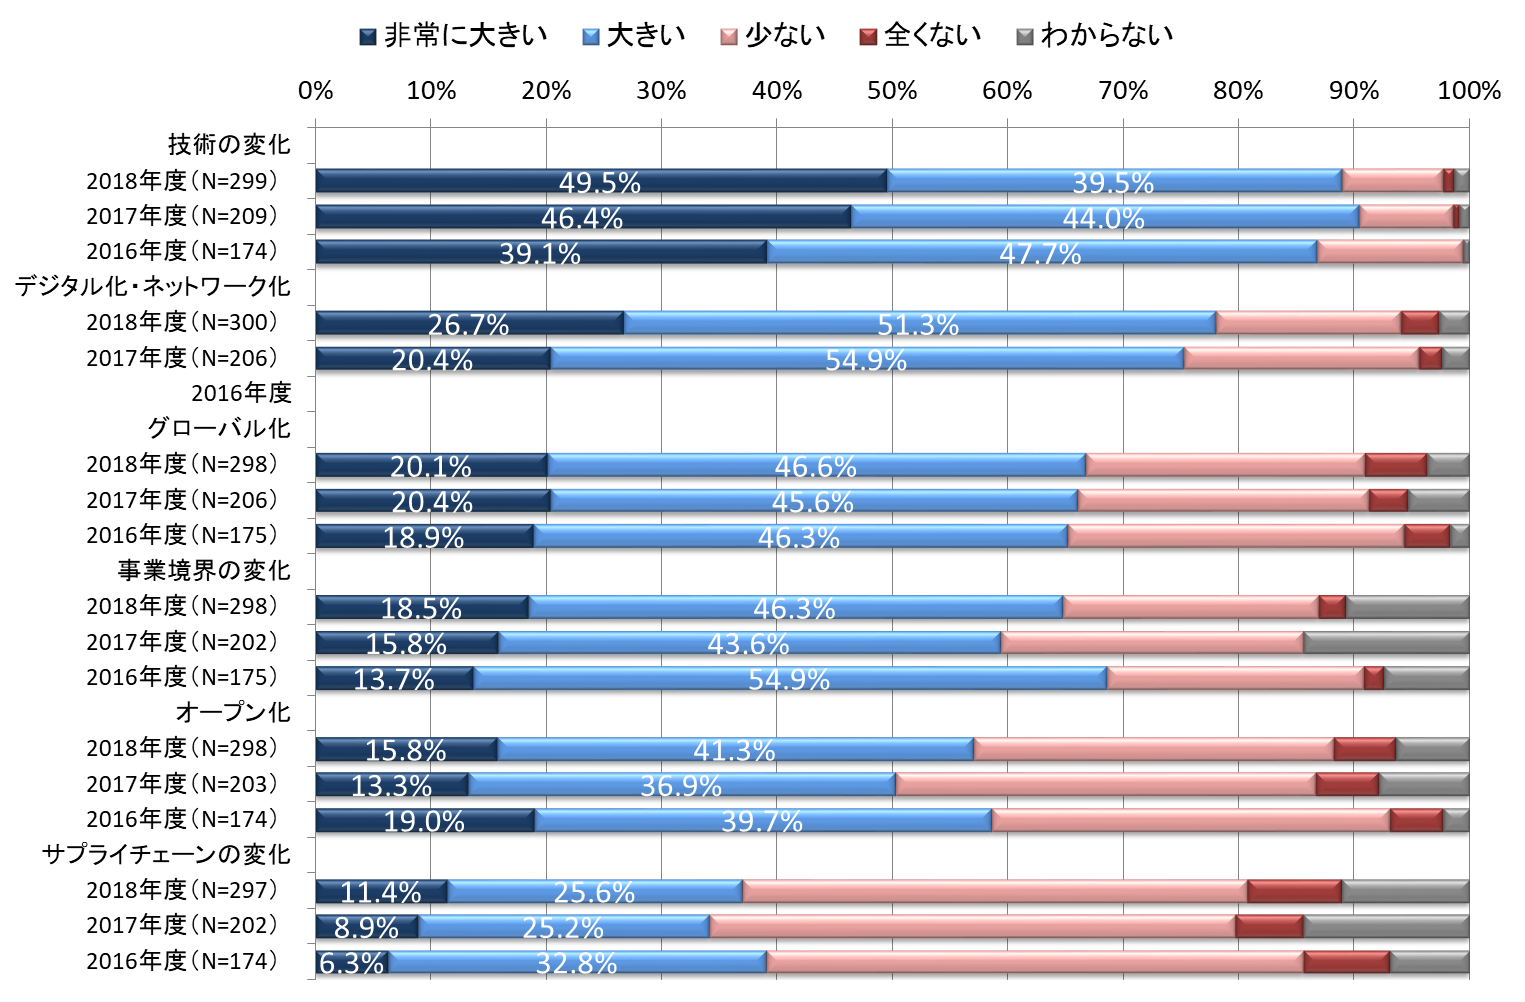 非常に大きい 大きい 少ない 全くない わからない
0% 10% 20% 30% 40% 50% 60% 70% 80% 90% 100%
技術の変化
2018年度（N=299） 49.5% 39.5%
2017年度（N=209） 46.4% 44.0%
2016年度（N=174） 39.1% 47.7%
デジタル化・ネットワーク化
2018年度（N=300） 26.7% 51.3%
2017年度（N=206） 20.4% 54.9%
2016年度
グローバル化
2018年度（N=298） 20.1% 46.6%
2017年度（N=206） 20.4% 45.6%
2016年度（N=175） 18.9% 46.3%
事業境界の変化
2018年度（N=298） 18.5% 46.3%
2017年度（N=202） 15.8% 43.6%
2016年度（N=175） 13.7% 54.9%
オープン化
2018年度（N=298） 15.8% 41.3%
2017年度（N=203） 13.3% 36.9%
2016年度（N=174） 19.0% 39.7%
サプライチェーンの変化
2018年度（N=297） 11.4% 25.6%
2017年度（N=202） 8.9% 25.2%
2016年度（N=174） 6.3% 32.8%